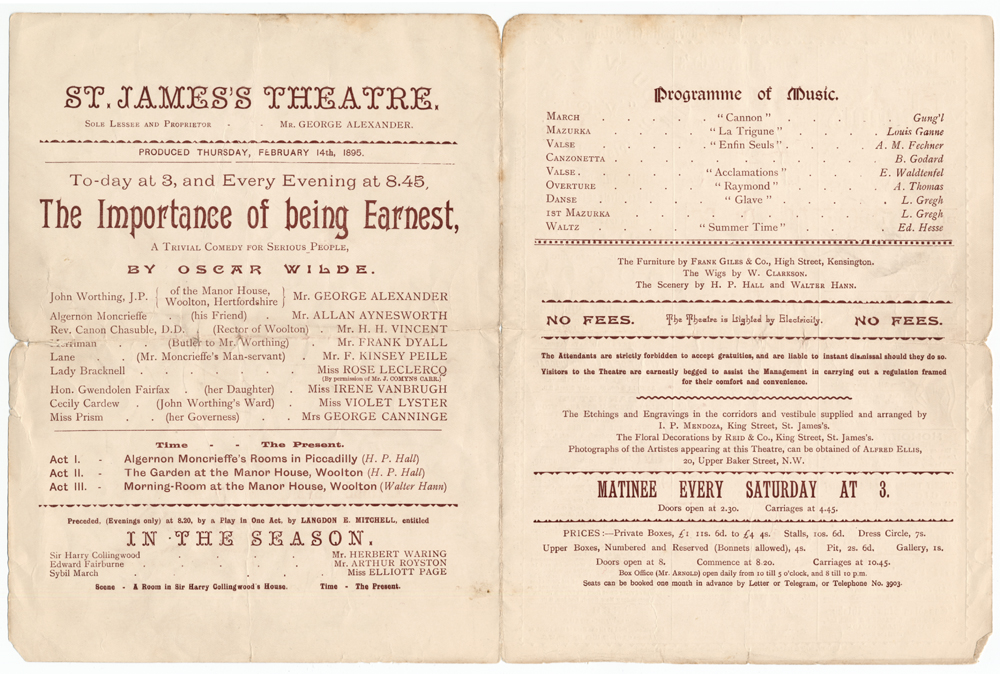 ST. JAMES'S THEATRE.
SOLE LESSEE AND PROPRIETOR - - MR. GEORGE ALEXANDER.
PRODUCED THURSDAY, FEBRUARY 14th, 1895.
To-day at 3, and Every Evening at 8.45,
The Importance of being Earnest,
A TRIVIAL COMEDY FOR SERIOUS PEOPLE,
BY OSCAR WILDE.
John Worthing, J.P. { of the Manor House, Woolton, Hertfordshire } Mr. GEORGE ALEXANDER
Algernon Moncrieffe . (his Friend) . Mr. ALLAN AYNESWORTH
Rev. Canon Chasuble, D.D. (Rector of Woolton) . Mr. H. H. VINCENT
(Butler to Mr. Worthing) . Mr. FRANK DYALL
Lane . . (Mr. Moncrieffe's Man-servant) . Mr. F. KINSEY PEILE
Lady Bracknell . . . . . . Miss ROSE LECLERCQ
(By permission of Mr. J. COMYNS CARR.)
Hon. Gwendolen Fairfax . (her Daughter) . Miss IRENE VANBRUGH
Cecily Cardew . (John Worthing's Ward) . Miss VIOLET LYSTER
Miss Prism . . (her Governess) . Mrs GEORGE CANNINGE
Time - - The Present.
Act I. - Algernon Moncrieffe's Rooms in Piccadilly (H. P. Hall)
Act II. - The Garden at the Manor House, Woolton (H. P. Hall)
Act III. - Morning-Room at the Manor House, Woolton (Walter Hann)
Preceded, (Evenings only) at 8.20, by a Play in One Act, by LANGDON E. MITCHELL, entitled
IN THE SEASON.
Sir Harry Collingwood . . . . Mr. HERBERT WARING
Edward Fairburne . . . . . Mr. ARTHUR ROYSTON
Sybil March . . . . . Miss ELLIOTT PAGE
Scene - A Room in Sir Harry Collingwood's House. Time - The Present.
Programme of Music.
MARCH . . . . . "Cannon" . . . . . Gung'l
MAZURKA . . . . . "La Trigune" . . . . Louis Ganne
VALSE . . . . . "Enfin Seuls" . . . . A. M. Fechner
CANZONETTA . . . . . . . . . . B. Godard
VALSE . . . . . "Acclamations" . . . . E. Waldtenfel
OVERTURE . . . . "Raymond" . . . . A. Thomas
DANSE . . . . . "Glave" . . . . . L. Gregh
1ST MAZURKA . . . . . . . . . L. Gregh
WALTZ . . . . "Summer Time" . . . . Ed. Hesse
The Furniture by FRANK GILES & CO., High Street, Kensington.
The Wigs by W. CLARKSON.
The Scenery by H. P. HALL and WALTER HANN.
NO FEES. The Theatre is Lighted by Electricity. NO FEES.
The Attendants are strictly forbidden to accept gratuities, and are liable to instant dismissal should they do so.
Visitors to the Theatre are earnestly begged to assist the Management in carrying out a regulation framed
for their comfort and convenience.
The Etchings and Engravings in the corridors and vestibule supplied and arranged by
I. P. MENDOZA, King Street, St. James's.
The Floral Decorations by REID & CO., King Street, St. James's.
Photographs of the Artistes appearing at this Theatre, can be obtained of ALFRED ELLIS,
20, Upper Baker Street, N.W.
MATINEE EVERY SATURDAY AT 3.
Doors open at 2.30. Carriages at 4.45.
PRICES:—Private Boxes, £1 11s. 6d. to £4 4s. Stalls, 10s. 6d. Dress Circle, 7s.
Upper Boxes, Numbered and Reserved (Bonnets allowed), 4s. Pit, 2s. 6d. Gallery, 1s.
Doors open at 8. Commence at 8.20. Carriages at 10.45.
Box Office (Mr. ARNOLD) open daily from 10 till 5 o'clock, and 8 till 10 p.m.
Seats can be booked one month in advance by Letter or Telegram, or Telephone No. 3903.